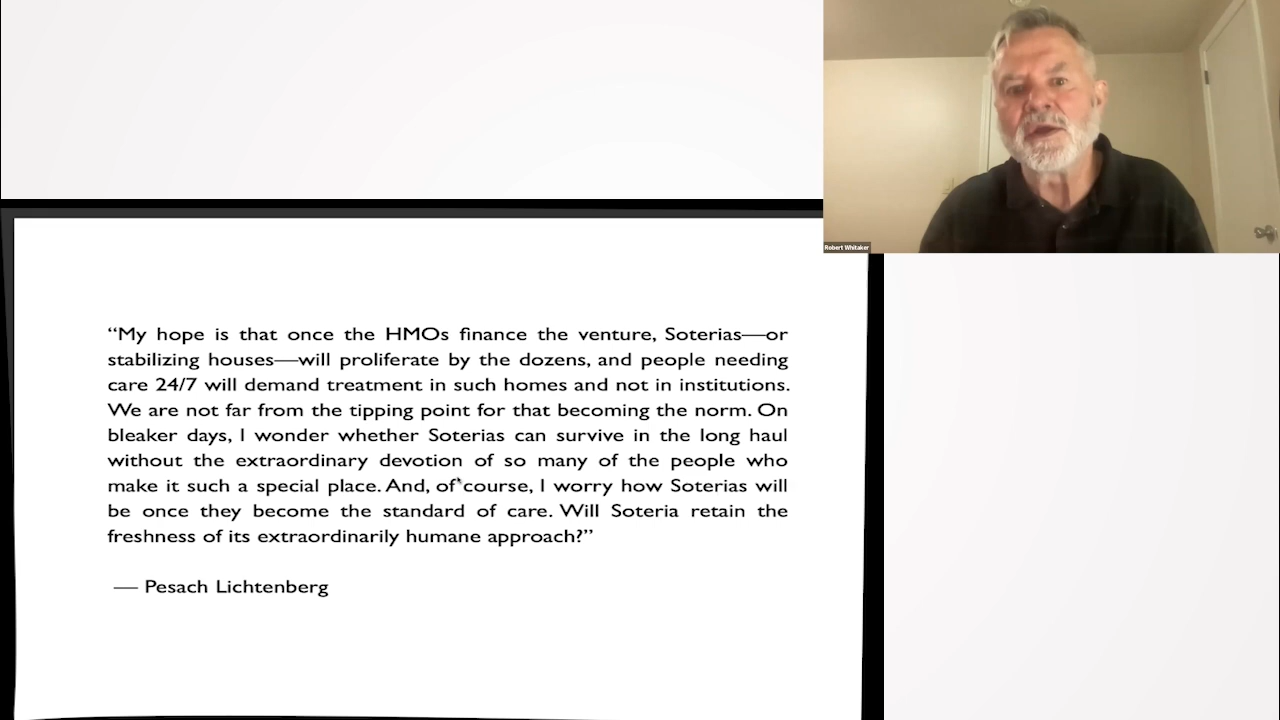 Robert Whitaker
“My hope is that once the HMOs finance the venture, Soterias—or
stabilizing houses—will proliferate by the dozens, and people needing
care 24/7 will demand treatment in such homes and not in institutions.
We are not far from the tipping point for that becoming the norm. On
bleaker days, I wonder whether Soterias can survive in the long haul
without the extraordinary devotion of so many of the people who
make it such a special place. And, of course, I worry how Soterias will
be once they become the standard of care. Will Soteria retain the
freshness of its extraordinarily humane approach?”
— Pesach Lichtenberg